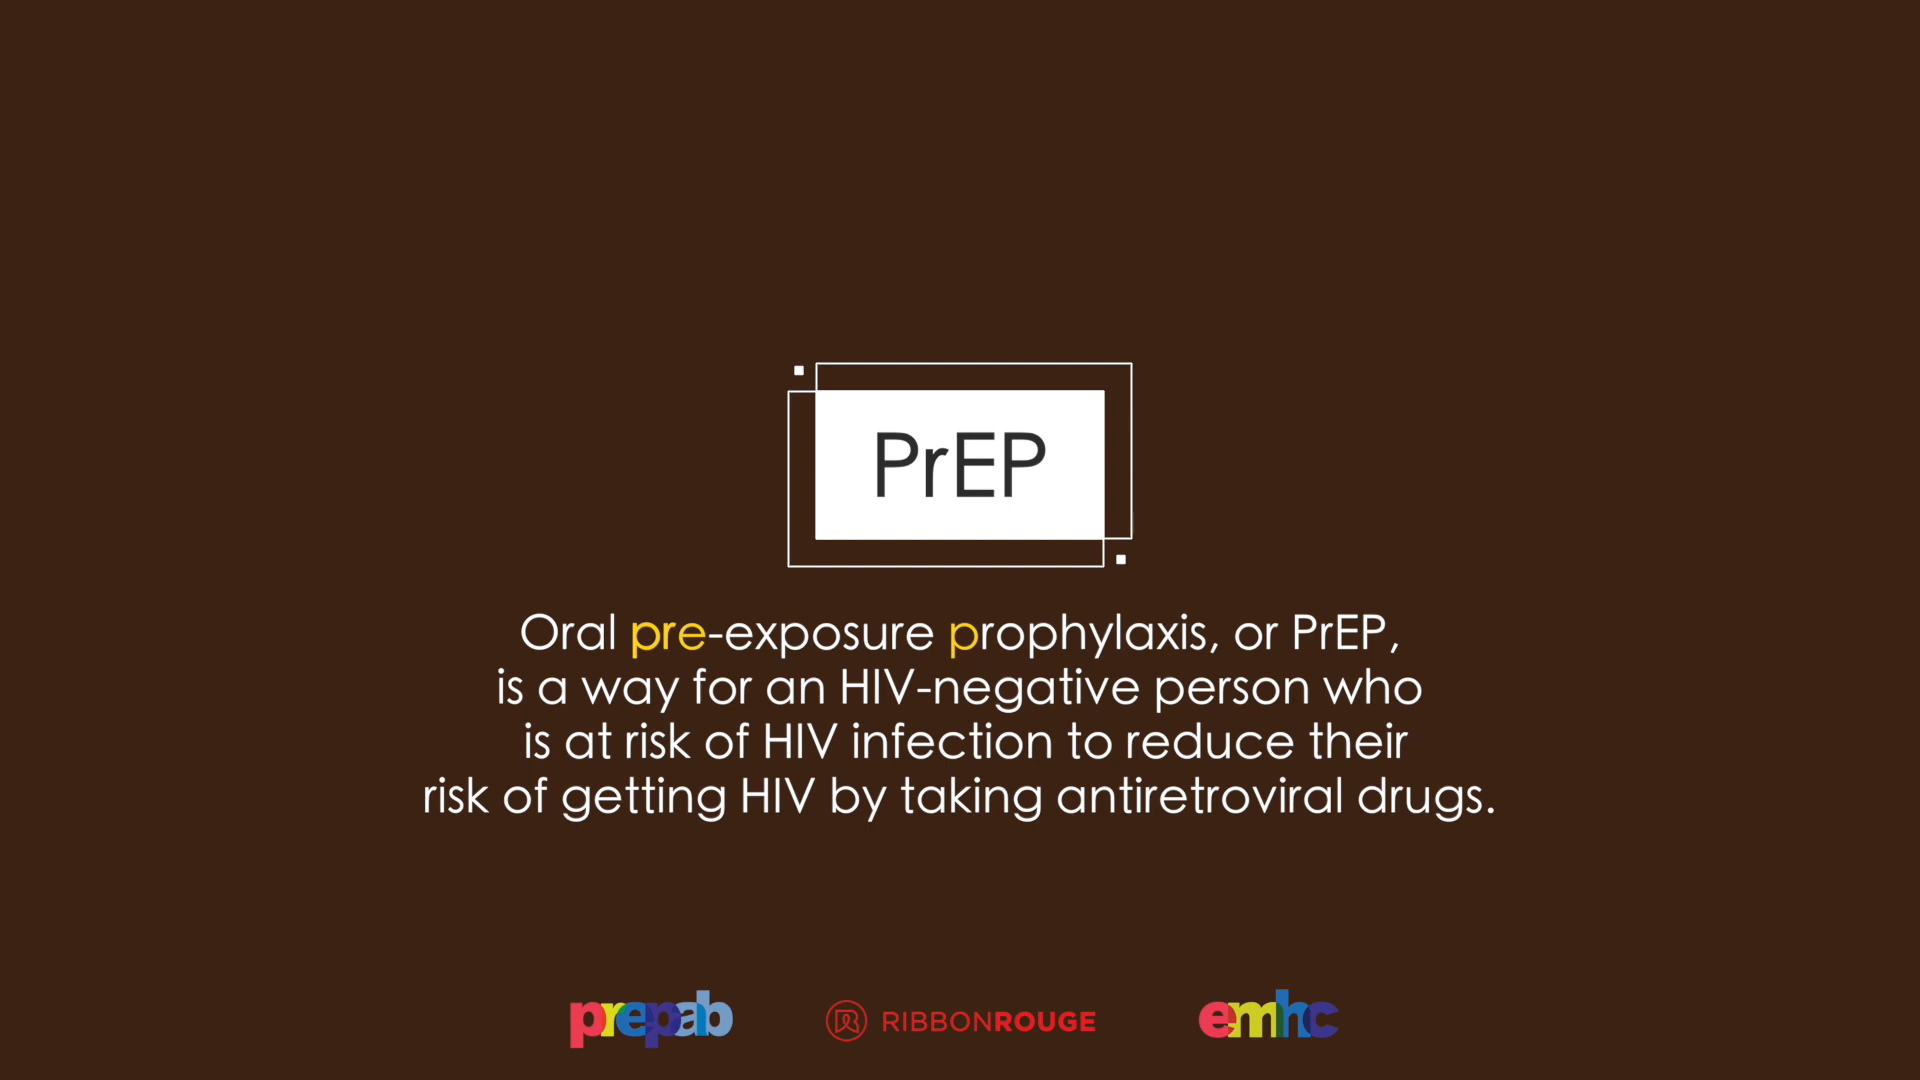 PrEP
Oral pre-exposure prophylaxis, or PrEP,
is a way for an HIV-negative person who
is at risk of HIV infection to reduce their
risk of getting HIV by taking antiretroviral drugs.
prepab RIBBONROUGE emhc